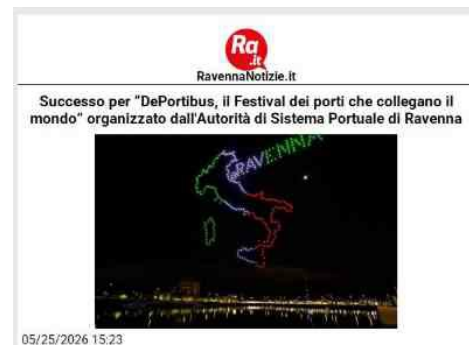 Ra
.it
RavennaNotizie.it
Successo per "DePortibus, il Festival dei porti che collegano il
mondo" organizzato dall'Autorità di Sistema Portuale di Ravenna
RAVENNA
05/25/2026 15:23